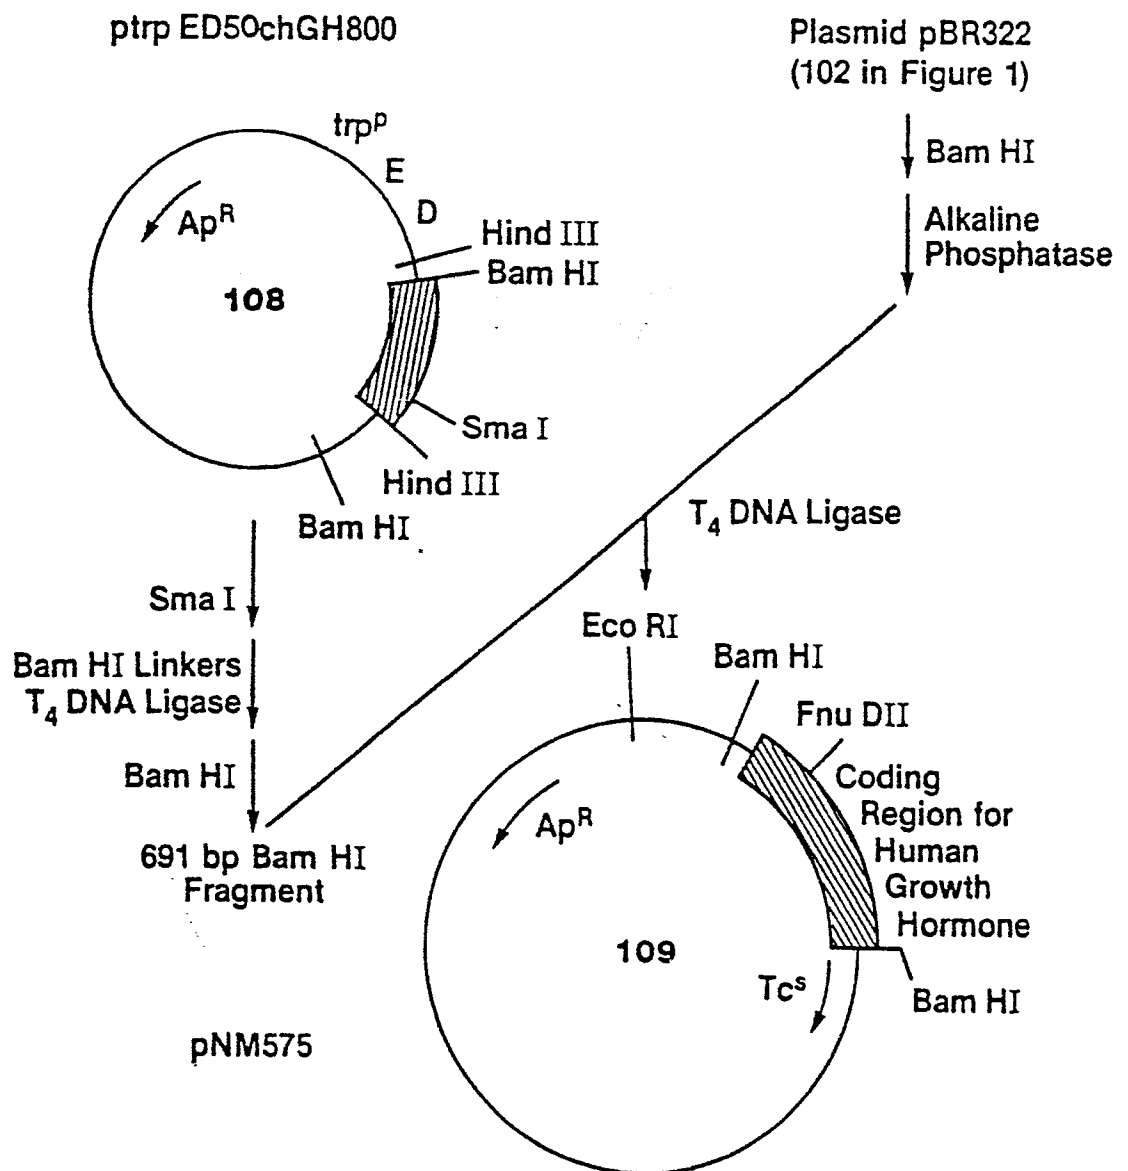 ptrp ED50chGH800
Plasmid pBR322
(102 in Figure 1)
Bam HI
Alkaline
Phosphatase
trpᵖ
E
D
Apᴿ
Hind III
Bam HI
108
Sma I
Hind III
Bam HI
Sma I
Bam HI Linkers
T₄ DNA Ligase
Bam HI
691 bp Bam HI
Fragment
T₄ DNA Ligase
Eco RI
Bam HI
Fnu DII
Coding
Region for
Human
Growth
Hormone
Apᴿ
109
Tcˢ
Bam HI
pNM575